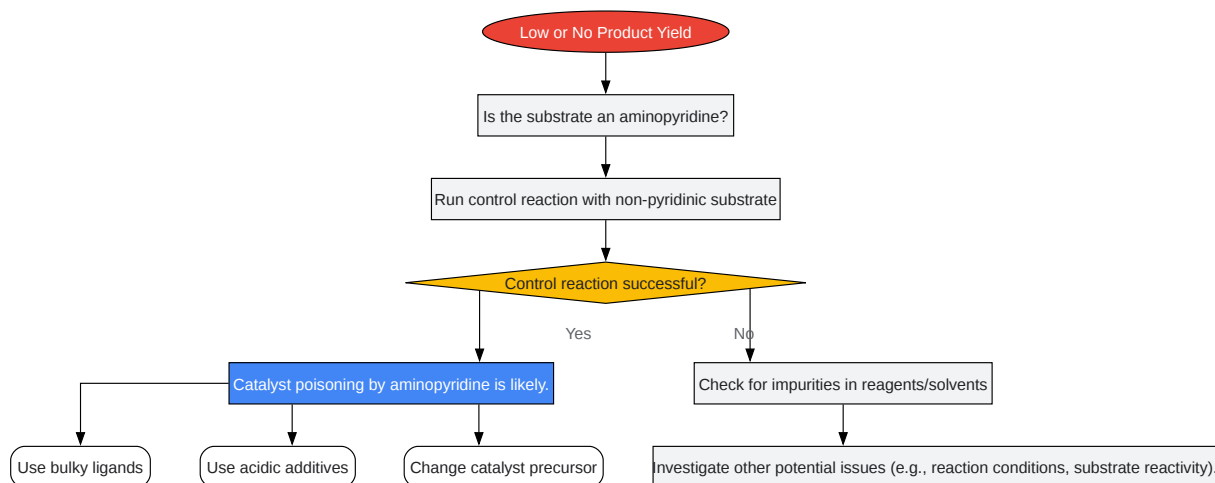 Low or No Product Yield
Is the substrate an aminopyridine?
Run control reaction with non-pyridinic substrate
Control reaction successful?
Yes
No
Catalyst poisoning by aminopyridine is likely.
Check for impurities in reagents/solvents
Use bulky ligands
Use acidic additives
Change catalyst precursor
Investigate other potential issues (e.g., reaction conditions, substrate reactivity).